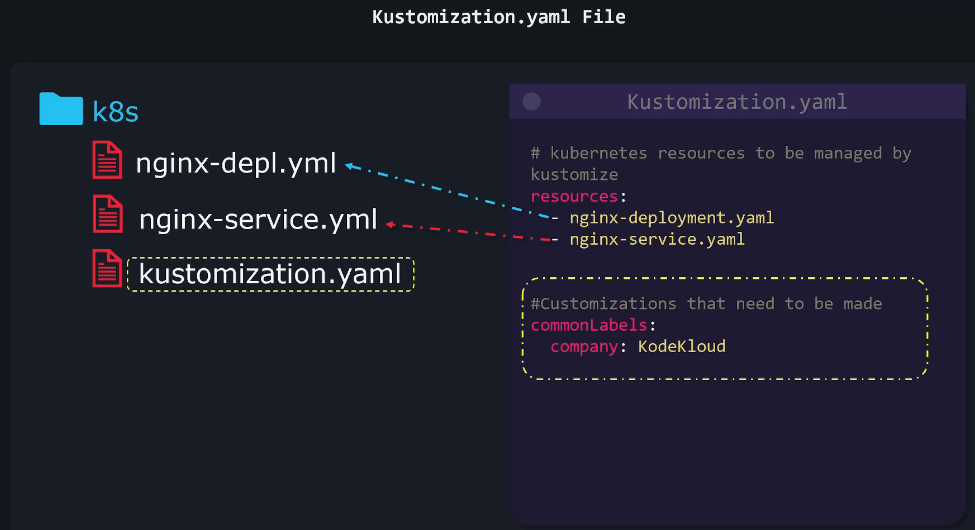 Kustomization.yaml File
k8s
nginx-depl.yml
nginx-service.yml
kustomization.yaml
Kustomization.yaml
# kubernetes resources to be managed by
kustomize
resources:
- nginx-deployment.yaml
- nginx-service.yaml
#Customizations that need to be made
commonLabels:
company: KodeKloud